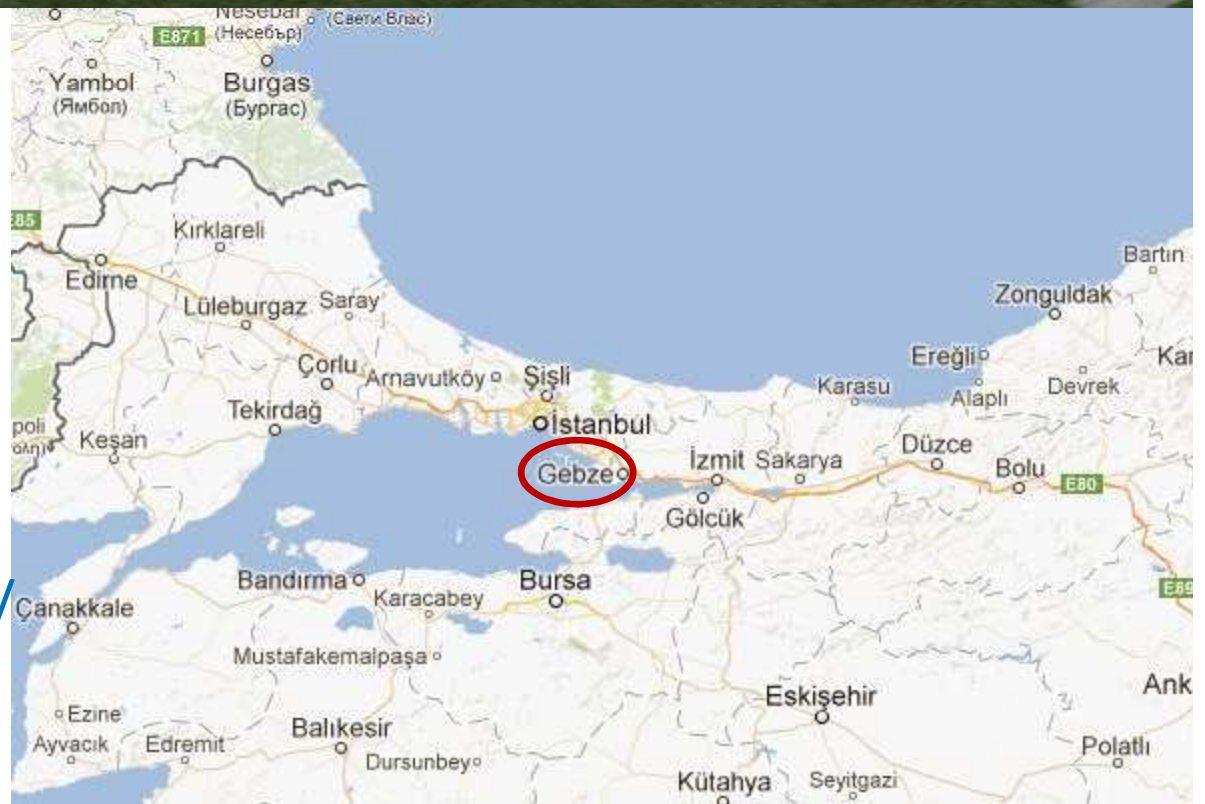 Nesebar (Свети Влас)
E871 (Несебър)
Yambol
(Ямбол)
Burgas
(Бургас)
85
Kırklareli
Edirne
Bartın
Lüleburgaz Saray
Zonguldak
Ereğli
Kar
Çorlu Arnavutköy Şişli
Karasu Alaplı Devrek
Tekirdağ
İstanbul
poli
Keşan
Düzce
Gebze İzmit Sakarya Bolu E80
Gölcük
Bandırma Bursa
Karacabey
Çanakkale
Mustafakemalpaşa
Eskişehir
Ank
Ezine
Balıkesir
Ayvacık Edremit Polatlı
Dursunbey
Kütahya Seyitgazi